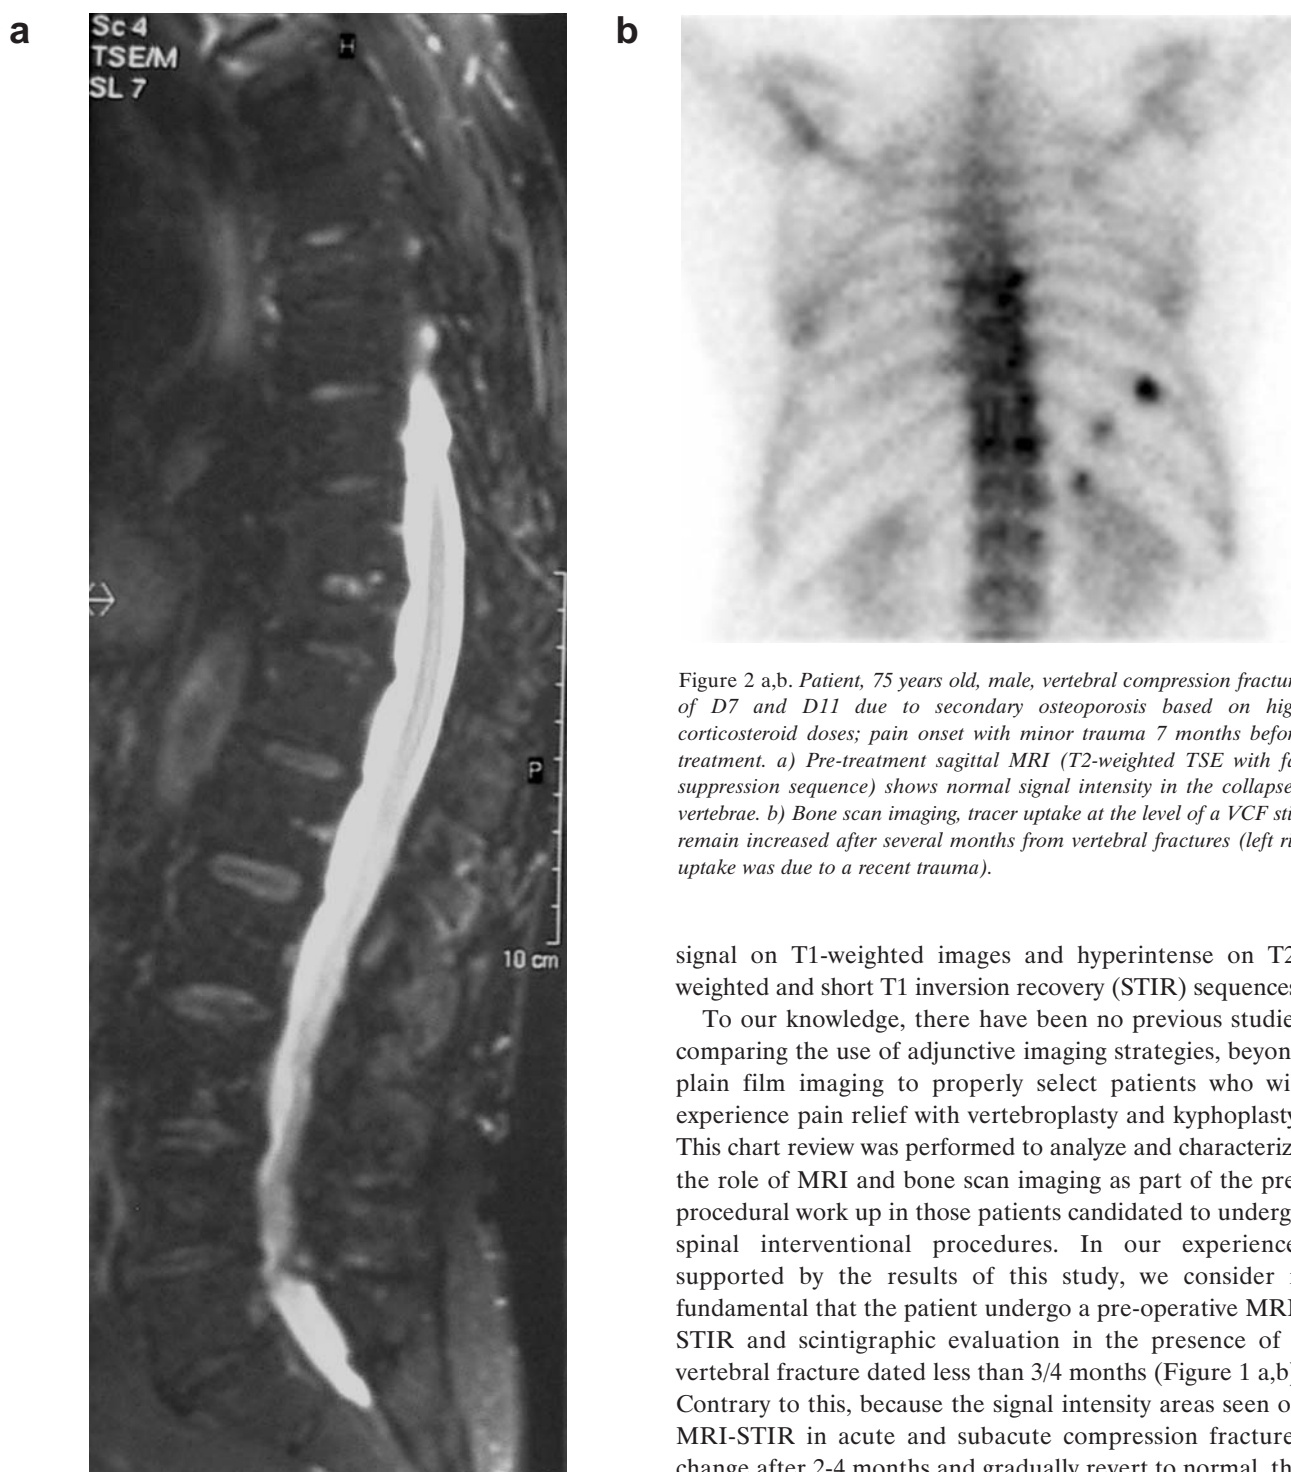 a
Sc 4
TSE/M
SL 7
H
P
10 cm
b
Figure 2 a,b. Patient, 75 years old, male, vertebral compression fractur
of D7 and D11 due to secondary osteoporosis based on hig
corticosteroid doses; pain onset with minor trauma 7 months befor
treatment. a) Pre-treatment sagittal MRI (T2-weighted TSE with fa
suppression sequence) shows normal signal intensity in the collapse
vertebrae. b) Bone scan imaging, tracer uptake at the level of a VCF sti
remain increased after several months from vertebral fractures (left ri
uptake was due to a recent trauma).
signal on T1-weighted images and hyperintense on T2
weighted and short T1 inversion recovery (STIR) sequences
To our knowledge, there have been no previous studie
comparing the use of adjunctive imaging strategies, beyon
plain film imaging to properly select patients who wi
experience pain relief with vertebroplasty and kyphoplasty
This chart review was performed to analyze and characteriz
the role of MRI and bone scan imaging as part of the pre
procedural work up in those patients candidated to underg
spinal interventional procedures. In our experience
supported by the results of this study, we consider i
fundamental that the patient undergo a pre-operative MRI
STIR and scintigraphic evaluation in the presence of
vertebral fracture dated less than 3/4 months (Figure 1 a,b)
Contrary to this, because the signal intensity areas seen o
MRI-STIR in acute and subacute compression fracture
change after 2-4 months and gradually revert to normal, th